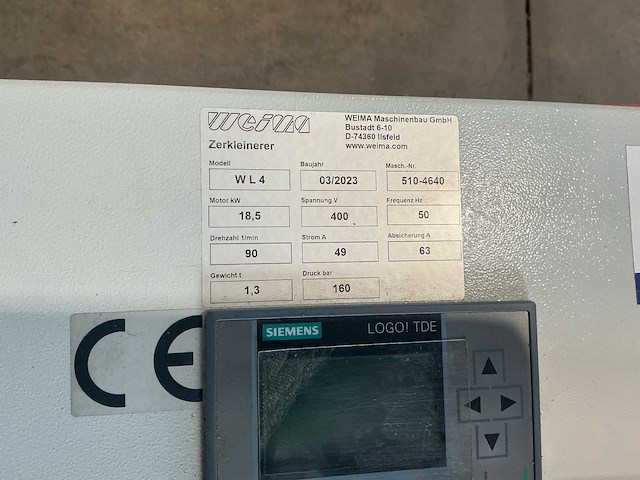 WEIMA
WEIMA Maschinenbau GmbH
Bustadt 6-10
D-74360 Ilsfeld
www.weima.com
Zerkleinerer
Modell Baujahr Masch.-Nr.
WL4 03/2023 510-4640
Motor kW Spannung V Frequenz Hz
18,5 400 50
Drehzahl 1/min Strom A Absicherung A
90 49 63
Gewicht t Druck bar
1,3 160
CE
SIEMENS LOGO! TDE